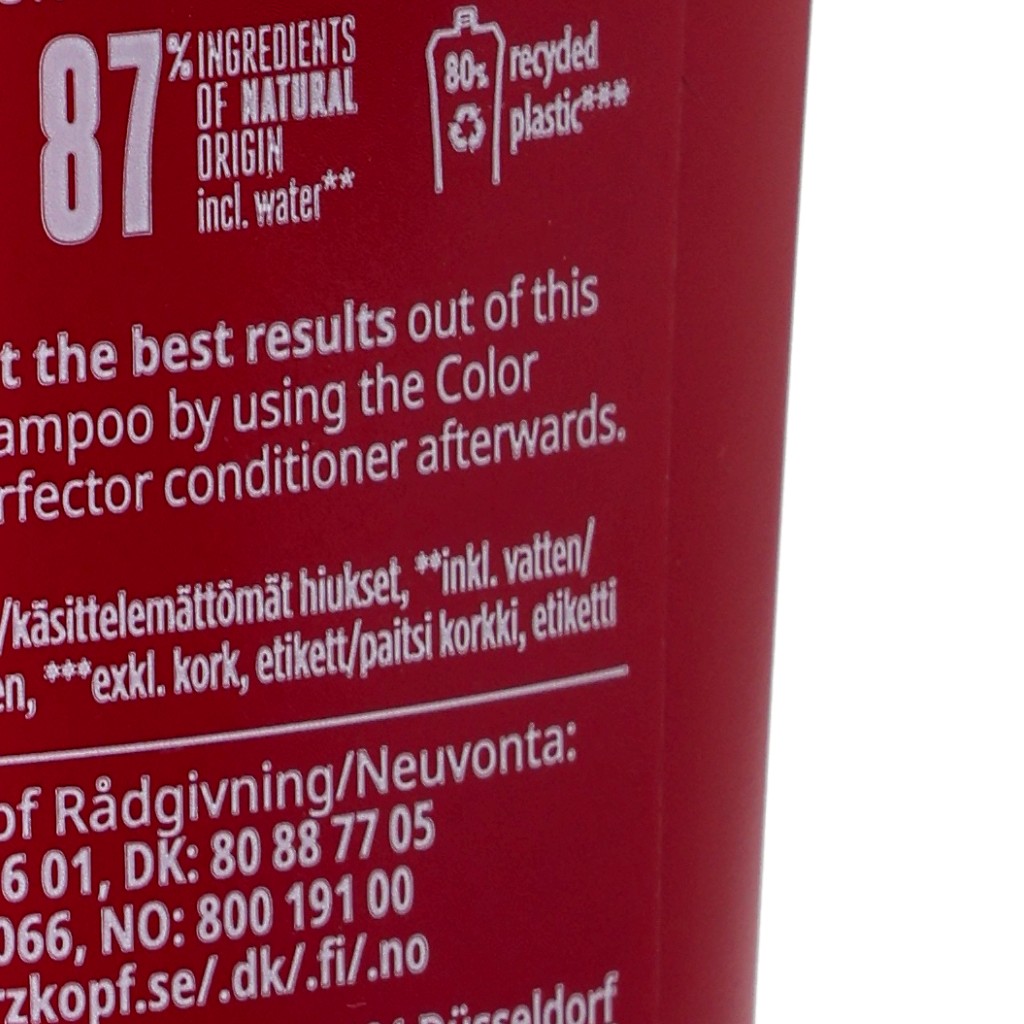 87% INGREDIENTS
OF NATURAL
ORIGIN
incl. water**
80%
recycled
plastic***
t the best results out of this
ampoo by using the Color
rfector conditioner afterwards.
/käsittelemättömät hiukset, **inkl. vatten/
en, ***exkl. kork, etikett/paitsi korkki, etiketti
of Rådgivning/Neuvonta:
6 01, DK: 80 88 77 05
066, NO: 800 191 00
rzkopf.se/.dk/.fi/.no
Düsseldorf